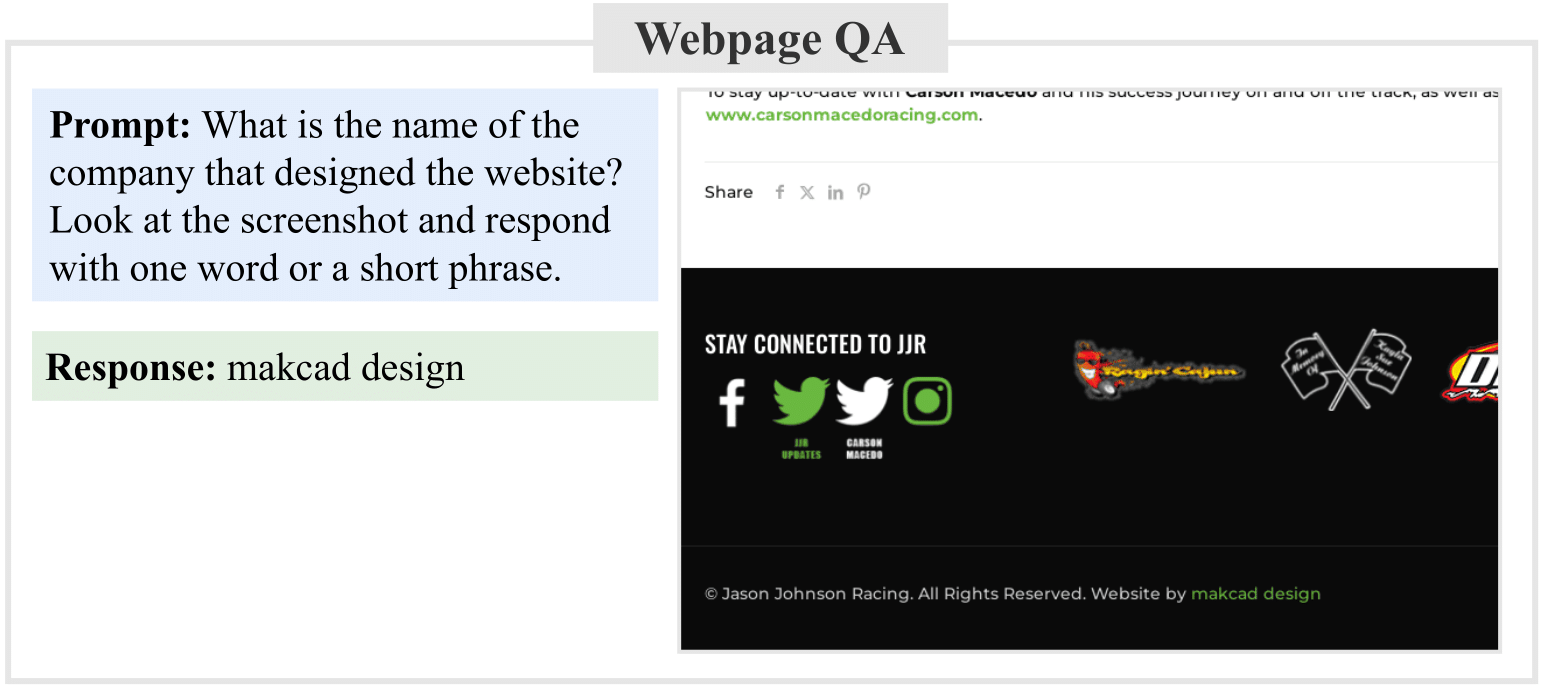 Webpage QA
Prompt: What is the name of the
company that designed the website?
Look at the screenshot and respond
with one word or a short phrase.
Response: makcad design
To stay up-to-date with Carson Macedo and his success journey on and off the track, as well as
www.carsonmacedoracing.com.
Share
STAY CONNECTED TO JJR
JJR
UPDATES
CARSON
MACEDO
Ragin' Cajun
In
Memory
Of
Kayla
Sue
Johnson
© Jason Johnson Racing. All Rights Reserved. Website by makcad design